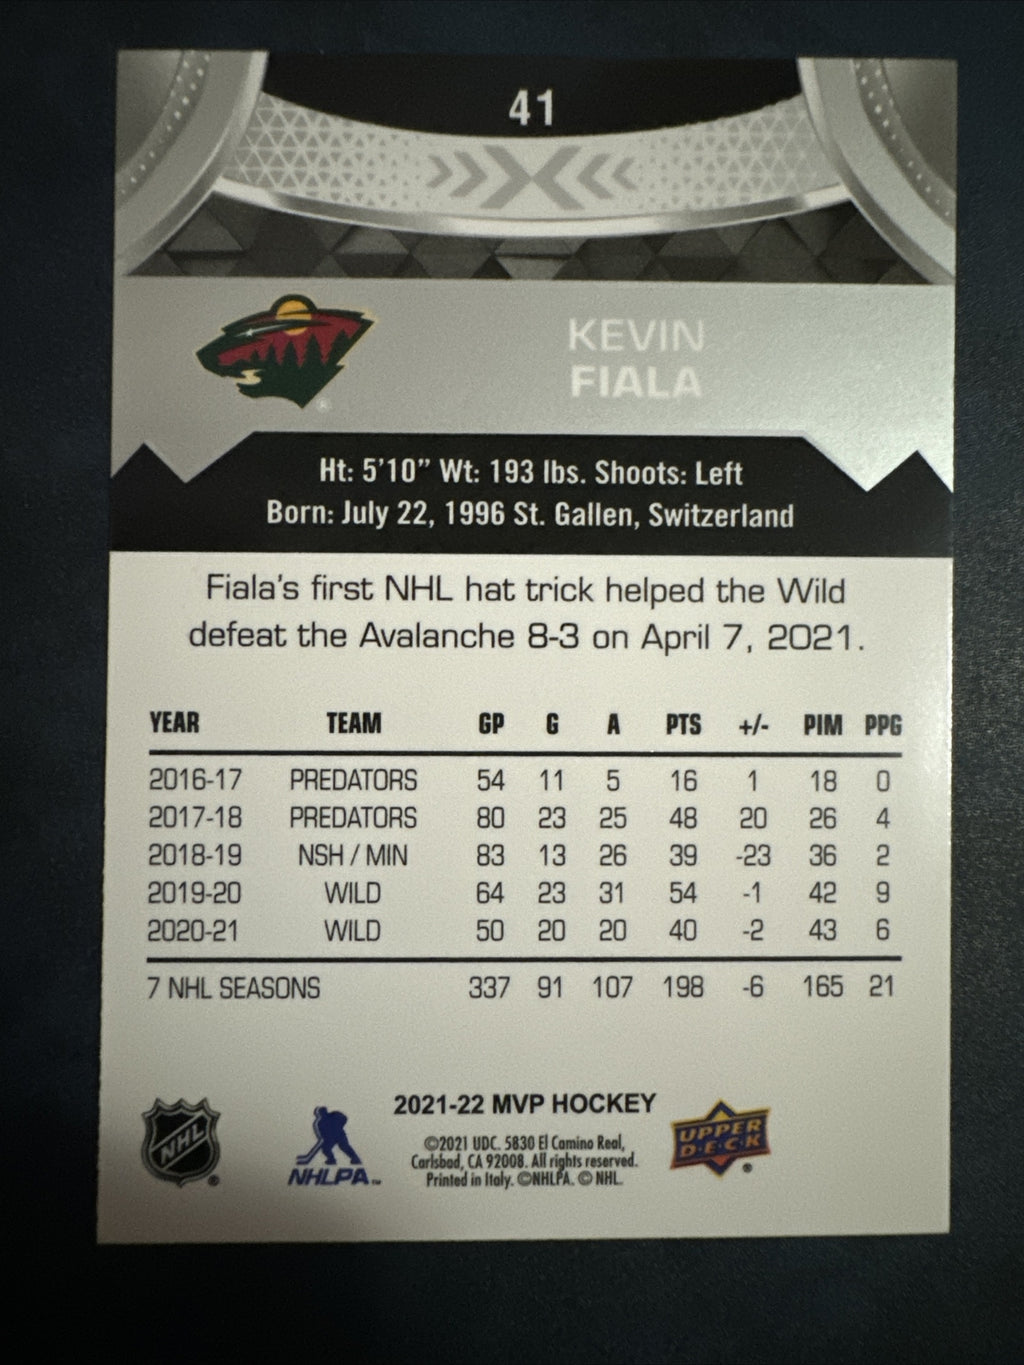 41
KEVIN
FIALA
Ht: 5'10” Wt: 193 lbs. Shoots: Left
Born: July 22, 1996 St. Gallen, Switzerland
Fiala's first NHL hat trick helped the Wild
defeat the Avalanche 8-3 on April 7, 2021.
YEAR TEAM GP G A PTS +/- PIM PPG
2016-17 PREDATORS 54 11 5 16 1 18 0
2017-18 PREDATORS 80 23 25 48 20 26 4
2018-19 NSH / MIN 83 13 26 39 -23 36 2
2019-20 WILD 64 23 31 54 -1 42 9
2020-21 WILD 50 20 20 40 -2 43 6
7 NHL SEASONS 337 91 107 198 -6 165 21
2021-22 MVP HOCKEY
©2021 UDC. 5830 El Camino Real,
Carlsbad, CA 92008. All rights reserved.
Printed in Italy. ©NHLPA. © NHL.
NHL
NHLPA™
UPPER
D·E·C·K